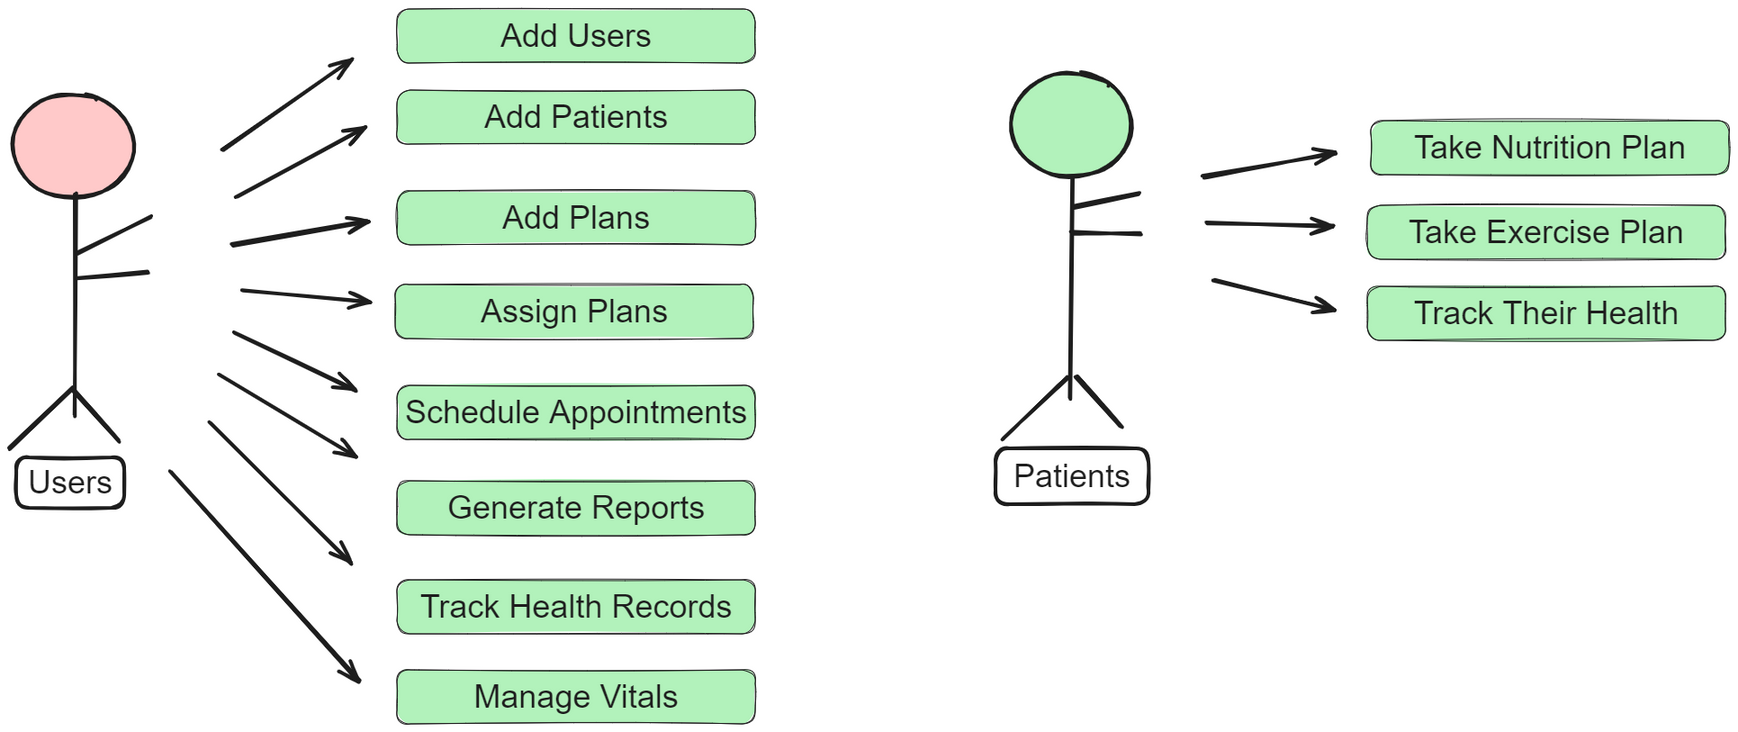 Add Users
Add Patients
Add Plans
Assign Plans
Schedule Appointments
Generate Reports
Track Health Records
Manage Vitals
Users
Take Nutrition Plan
Take Exercise Plan
Track Their Health
Patients